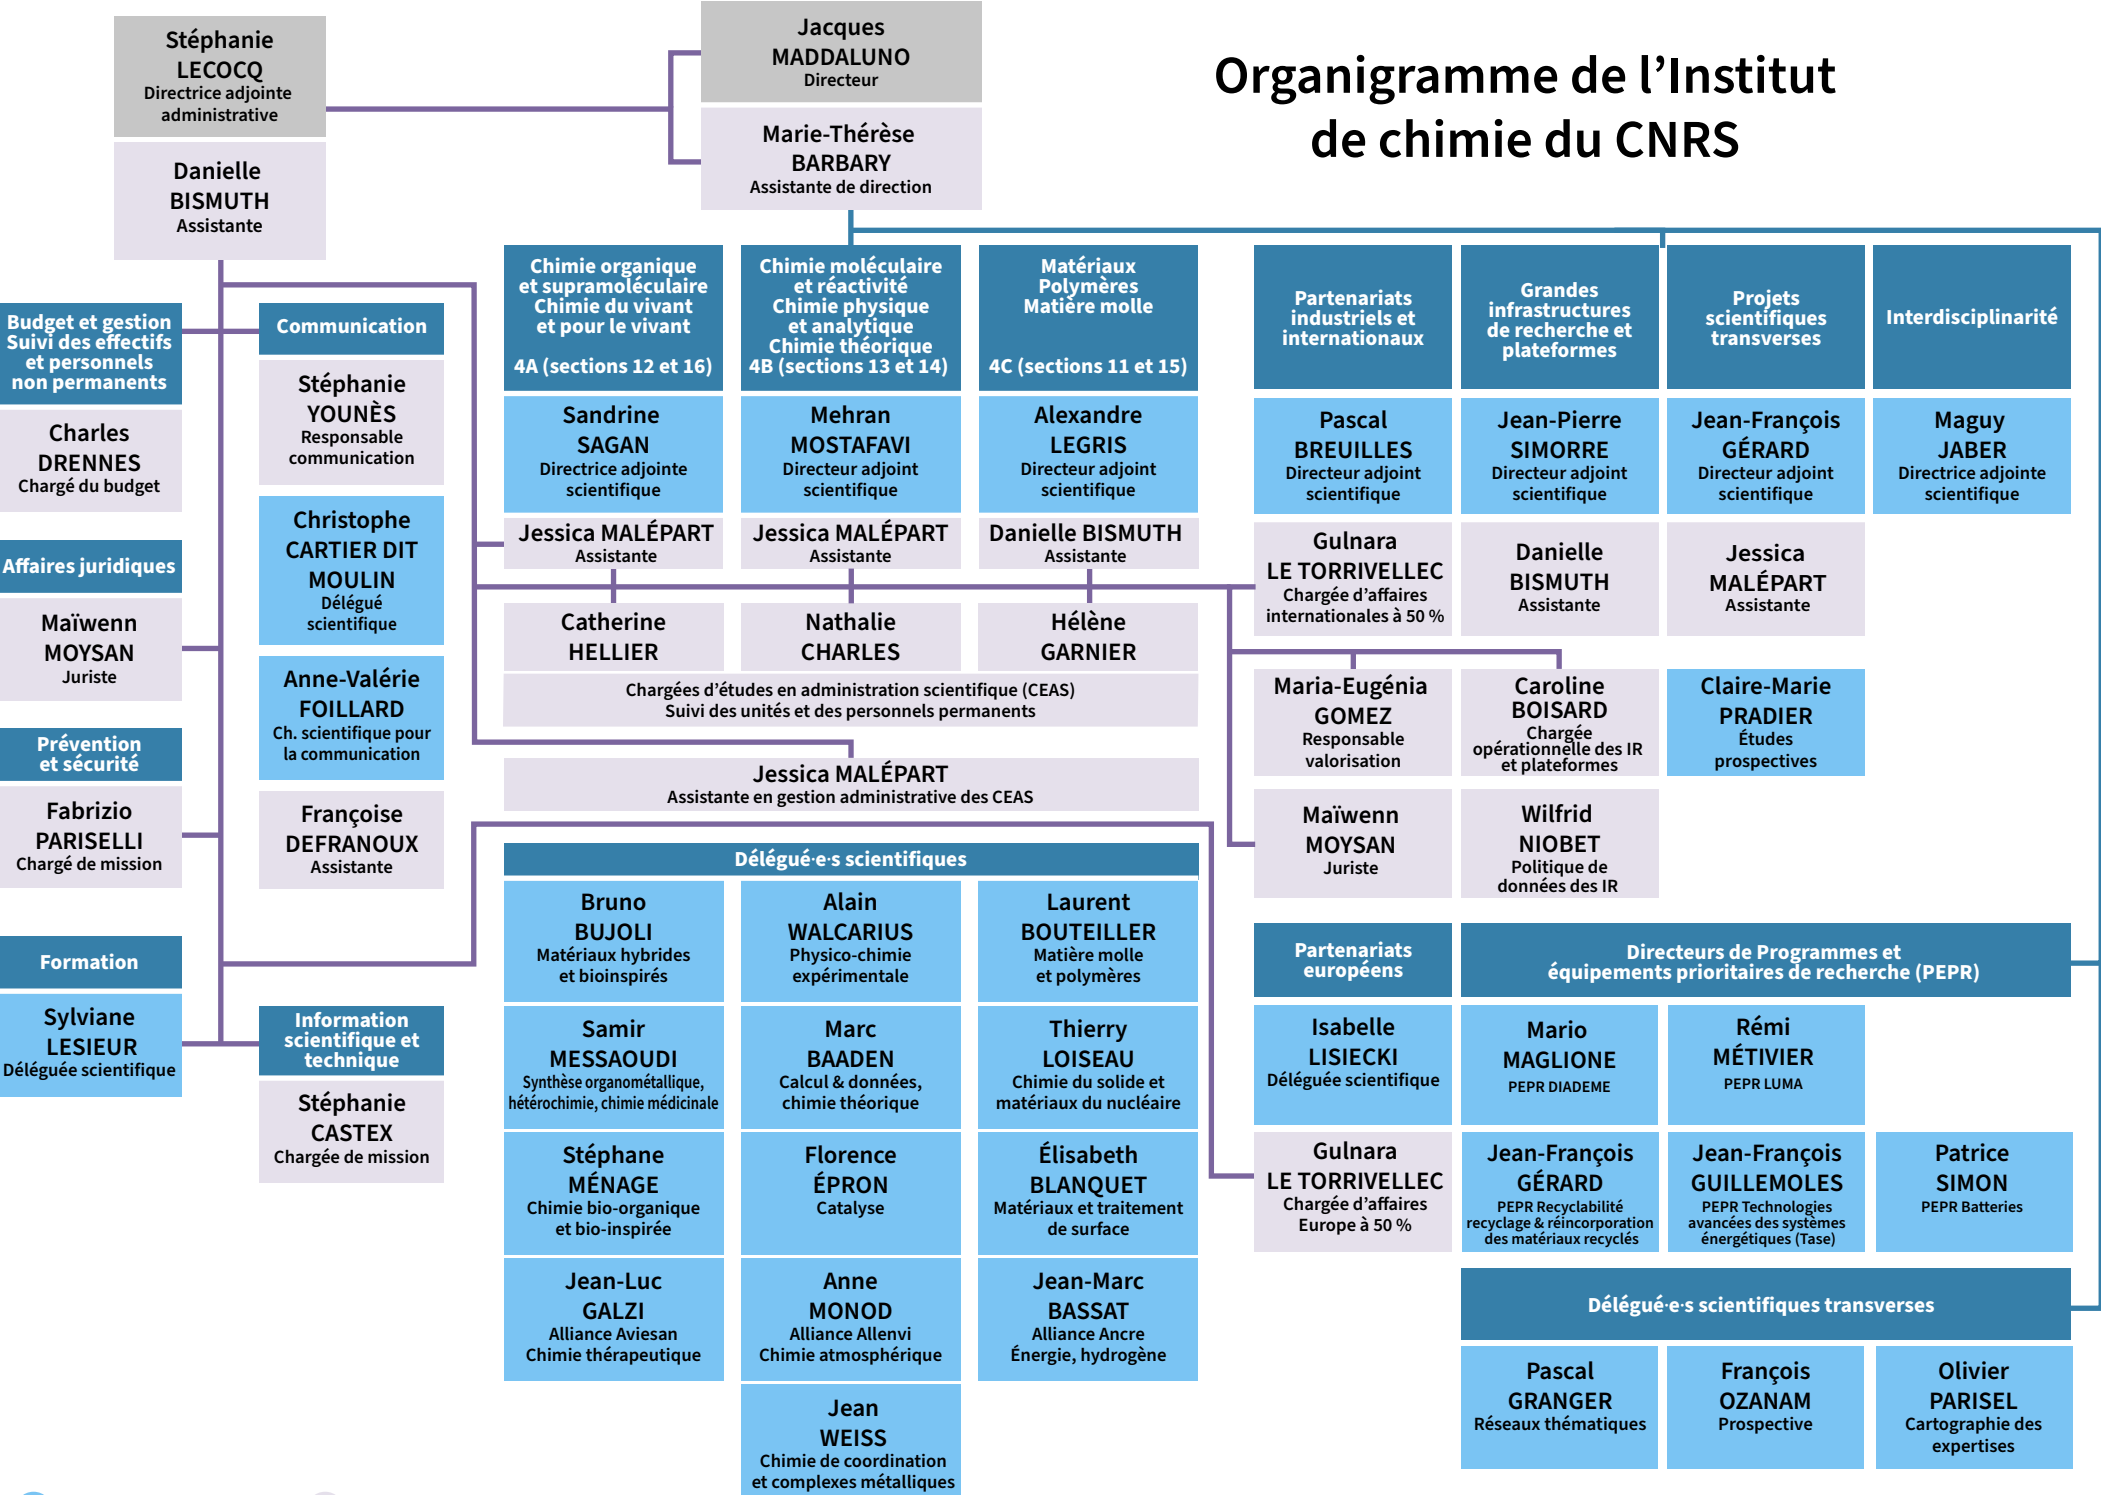 Organigramme de l’Institut
de chimie du CNRS
Stéphanie
LECOCQ
Directrice adjointe
administrative
Danielle
BISMUTH
Assistante
Jacques
MADDALUNO
Directeur
Marie-Thérèse
BARBARY
Assistante de direction
Budget et gestion
Suivi des effectifs
et personnels
non permanents
Charles
DRENNES
Chargé du budget
Affaires juridiques
Maïwenn
MOYSAN
Juriste
Prévention
et sécurité
Fabrizio
PARISELLI
Chargé de mission
Formation
Sylviane
LESIEUR
Déléguée scientifique
Communication
Stéphanie
YOUNÈS
Responsable
communication
Christophe
CARTIER DIT
MOULIN
Délégué
scientifique
Anne-Valérie
FOILLARD
Ch. scientifique pour
la communication
Françoise
DEFRANOUX
Assistante
Information
scientifique et
technique
Stéphanie
CASTEX
Chargée de mission
Chimie organique
et supramoléculaire
Chimie du vivant
et pour le vivant
4A (sections 12 et 16)
Sandrine
SAGAN
Directrice adjointe
scientifique
Jessica MALÉPART
Assistante
Catherine
HELLIER
Chimie moléculaire
et réactivité
Chimie physique
et analytique
Chimie théorique
4B (sections 13 et 14)
Mehran
MOSTAFAVI
Directeur adjoint
scientifique
Jessica MALÉPART
Assistante
Nathalie
CHARLES
Matériaux
Polymères
Matière molle
4C (sections 11 et 15)
Alexandre
LEGRIS
Directeur adjoint
scientifique
Danielle BISMUTH
Assistante
Hélène
GARNIER
Chargées d’études en administration scientifique (CEAS)
Suivi des unités et des personnels permanents
Jessica MALÉPART
Assistante en gestion administrative des CEAS
Délégué·e·s scientifiques
Bruno
BUJOLI
Matériaux hybrides
et bioinspirés
Alain
WALCARIUS
Physico-chimie
expérimentale
Laurent
BOUTEILLER
Matière molle
et polymères
Samir
MESSAOUDI
Synthèse organométallique,
hétérochimie, chimie médicinale
Marc
BAADEN
Calcul & données,
chimie théorique
Thierry
LOISEAU
Chimie du solide et
matériaux du nucléaire
Stéphane
MÉNAGE
Chimie bio-organique
et bio-inspirée
Florence
ÉPRON
Catalyse
Élisabeth
BLANQUET
Matériaux et traitement
de surface
Jean-Luc
GALZI
Alliance Aviesan
Chimie thérapeutique
Anne
MONOD
Alliance Allenvi
Chimie atmosphérique
Jean-Marc
BASSAT
Alliance Ancre
Énergie, hydrogène
Jean
WEISS
Chimie de coordination
et complexes métalliques
Partenariats
industriels et
internationaux
Pascal
BREUILLES
Directeur adjoint
scientifique
Gulnara
LE TORRIVELLEC
Chargée d’affaires
internationales à 50 %
Maria-Eugénia
GOMEZ
Responsable
valorisation
Maïwenn
MOYSAN
Juriste
Grandes
infrastructures
de recherche et
plateformes
Jean-Pierre
SIMORRE
Directeur adjoint
scientifique
Danielle
BISMUTH
Assistante
Caroline
BOISARD
Chargée
opérationnelle des IR
et plateformes
Wilfrid
NIOBET
Politique de
données des IR
Projets
scientifiques
transverses
Jean-François
GÉRARD
Directeur adjoint
scientifique
Jessica
MALÉPART
Assistante
Claire-Marie
PRADIER
Études
prospectives
Interdisciplinarité
Maguy
JABER
Directrice adjointe
scientifique
Partenariats
européens
Isabelle
LISIECKI
Déléguée scientifique
Gulnara
LE TORRIVELLEC
Chargée d’affaires
Europe à 50 %
Directeurs de Programmes et
équipements prioritaires de recherche (PEPR)
Mario
MAGLIONE
PEPR DIADEME
Rémi
MÉTIVIER
PEPR LUMA
Jean-François
GÉRARD
PEPR Recyclabilité
recyclage & réincorporation
des matériaux recyclés
Jean-François
GUILLEMOLES
PEPR Technologies
avancées des systèmes
énergétiques (Tase)
Patrice
SIMON
PEPR Batteries
Délégué·e·s scientifiques transverses
Pascal
GRANGER
Réseaux thématiques
François
OZANAM
Prospective
Olivier
PARISEL
Cartographie des
expertises